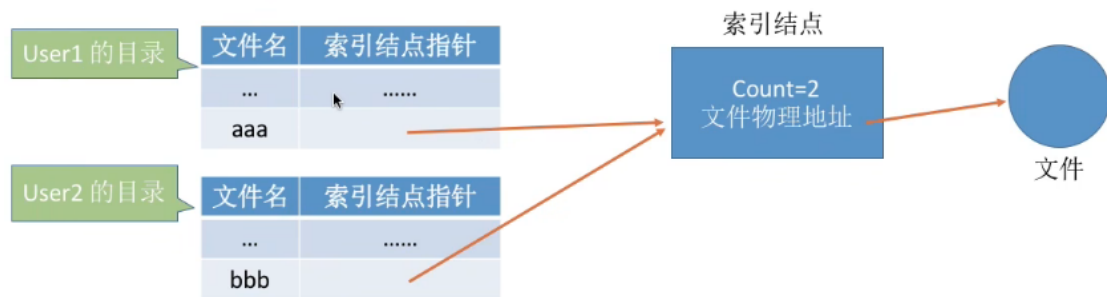 索引结点
User1 的目录
文件名 索引结点指针
... ......
aaa
Count=2
文件物理地址
文件
User2 的目录
文件名 索引结点指针
... ......
bbb